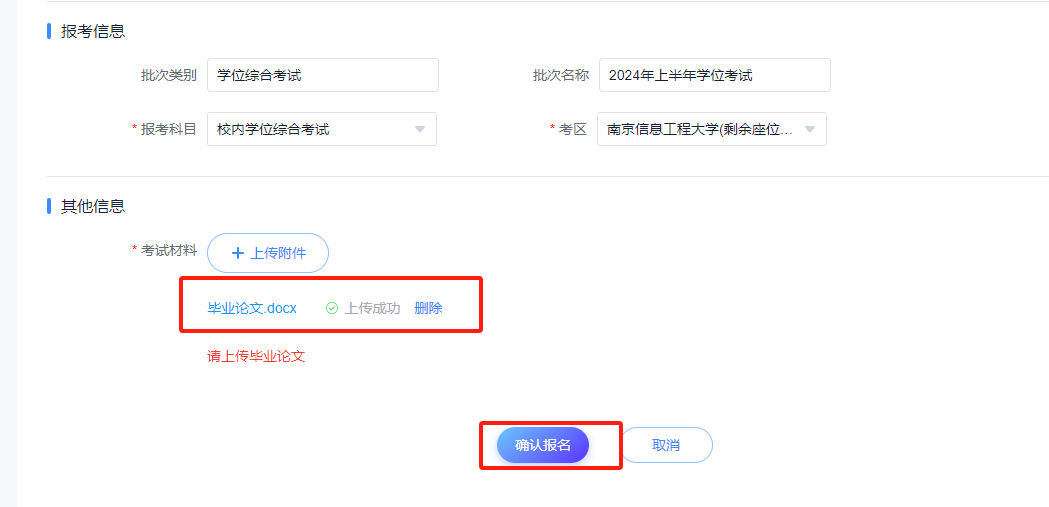 报考信息
批次类别 学位综合考试 批次名称 2024年上半年学位考试
* 报考科目 校内学位综合考试 * 考区 南京信息工程大学(剩余座位...
其他信息
* 考试材料 + 上传附件
毕业论文.docx 上传成功 删除
请上传毕业论文
确认报名 取消